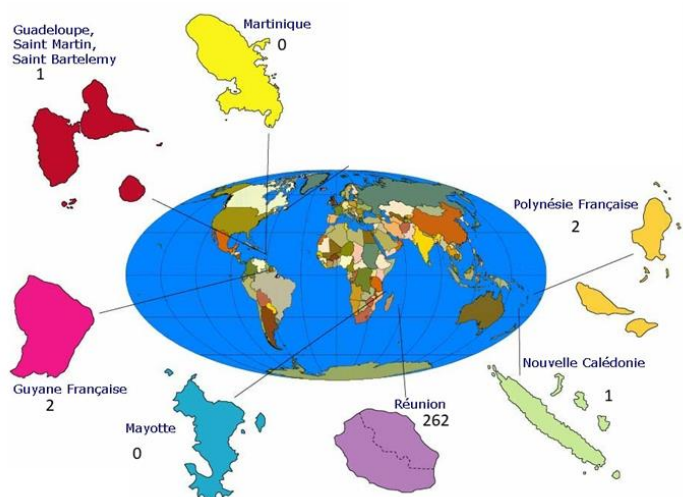 Martinique
0
Guadeloupe,
Saint Martin,
Saint Bartelemy
1
Polynésie Française
2
Guyane Française
2
Nouvelle Calédonie
1
Mayotte
0
Réunion
262